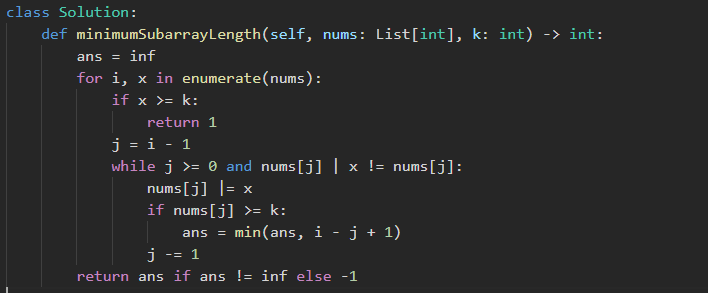 class Solution:
    def minimumSubarrayLength(self, nums: List[int], k: int) -> int:
        ans = inf
        for i, x in enumerate(nums):
            if x >= k:
                return 1
            j = i - 1
            while j >= 0 and nums[j] | x != nums[j]:
                nums[j] |= x
                if nums[j] >= k:
                    ans = min(ans, i - j + 1)
                j -= 1
        return ans if ans != inf else -1